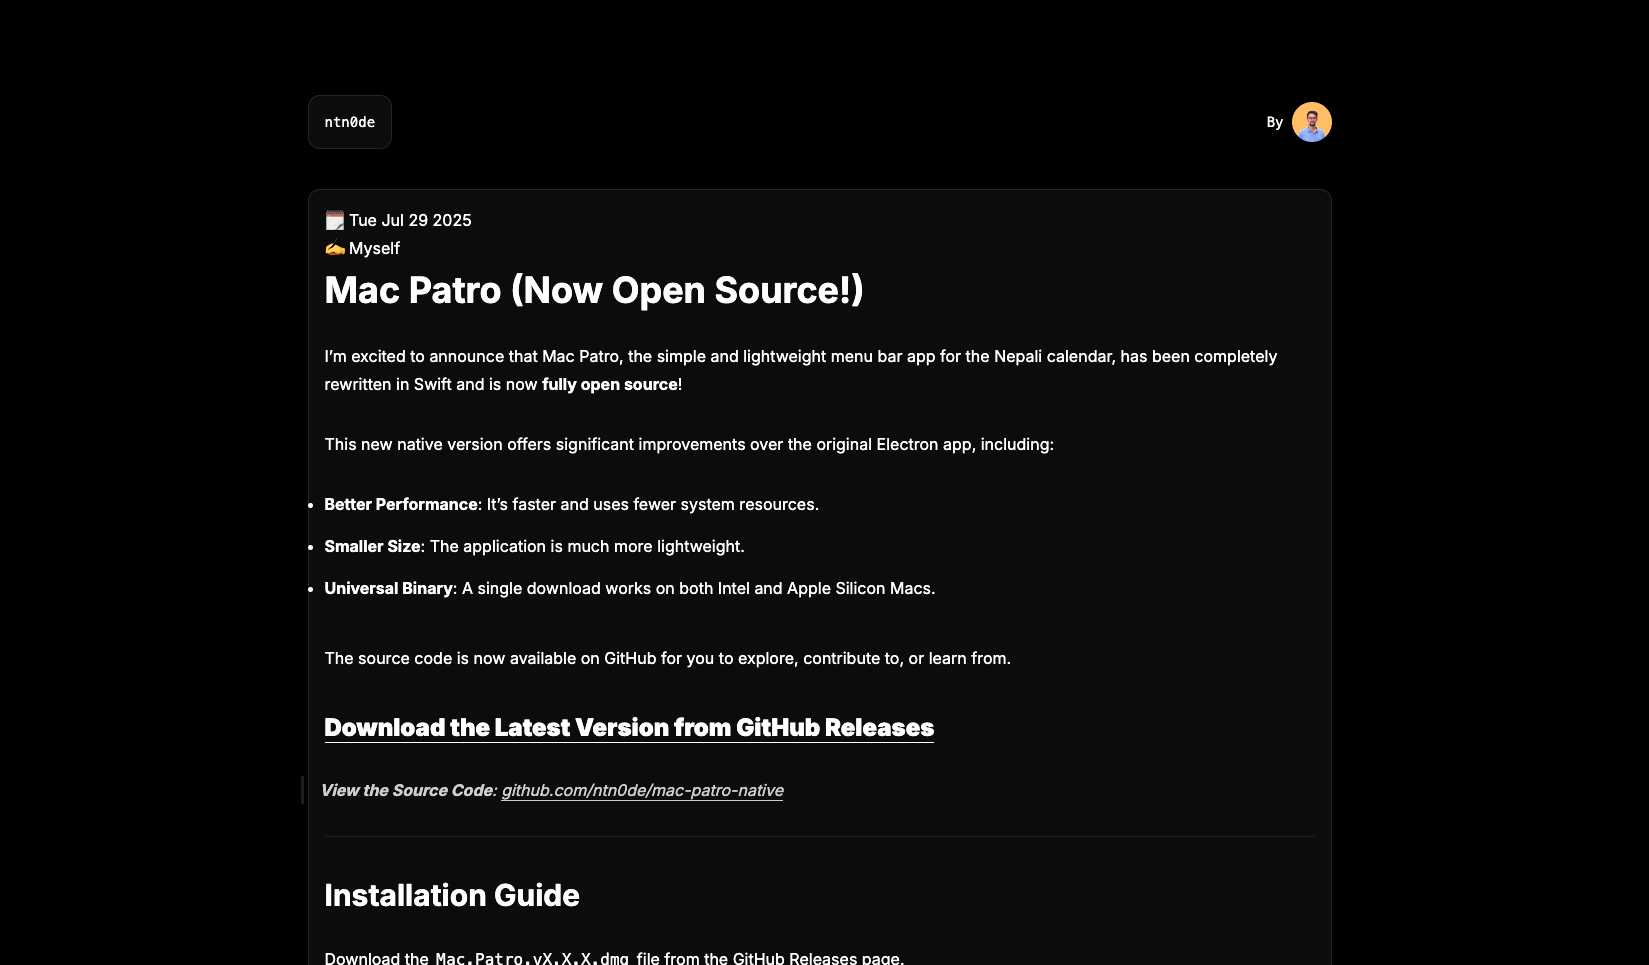 ntn0de
By
Tue Jul 29 2025
✍️ Myself
Mac Patro (Now Open Source!)
I’m excited to announce that Mac Patro, the simple and lightweight menu bar app for the Nepali calendar, has been completely
rewritten in Swift and is now fully open source!
This new native version offers significant improvements over the original Electron app, including:
• Better Performance: It’s faster and uses fewer system resources.
• Smaller Size: The application is much more lightweight.
• Universal Binary: A single download works on both Intel and Apple Silicon Macs.
The source code is now available on GitHub for you to explore, contribute to, or learn from.
Download the Latest Version from GitHub Releases
View the Source Code: github.com/ntn0de/mac-patro-native
Installation Guide
Download the Mac.Patro.vX.X.X.dmg file from the GitHub Releases page.